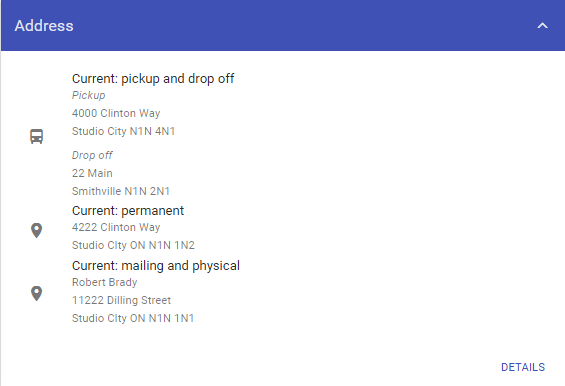 Address
Current: pickup and drop off
Pickup
4000 Clinton Way
Studio City N1N 4N1
Drop off
22 Main
Smithville N1N 2N1
Current: permanent
4222 Clinton Way
Studio CIty ON N1N 1N2
Current: mailing and physical
Robert Brady
11222 Dilling Street
Studio CIty ON N1N 1N1
DETAILS